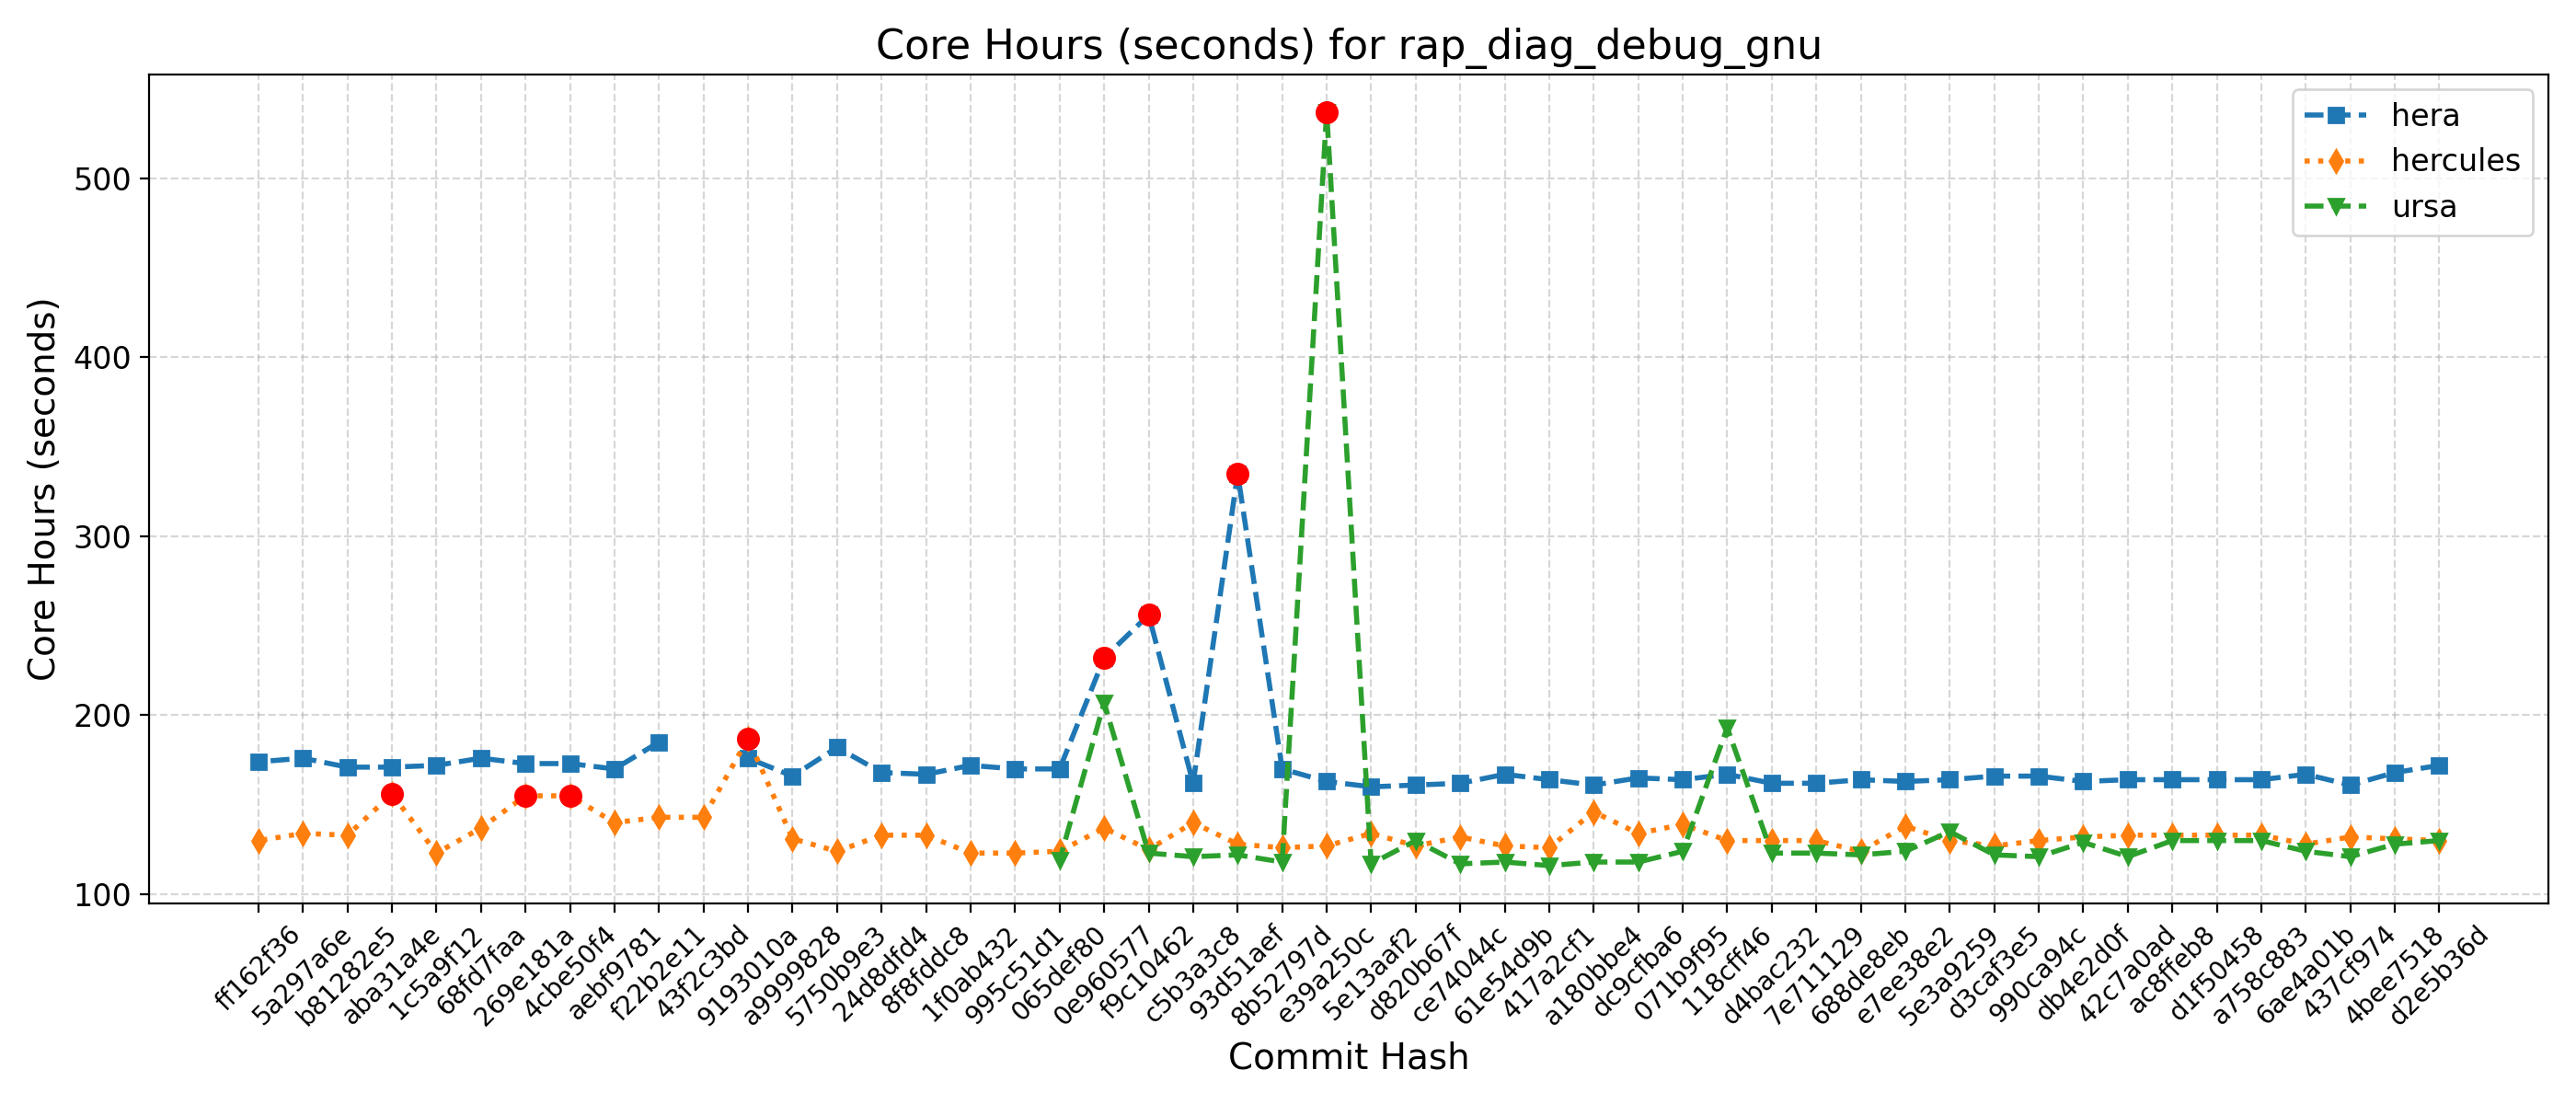 Core Hours (seconds) for rap_diag_debug_gnu
Core Hours (seconds)
500
400
300
200
100
hera
hercules
ursa
ff162f36
5a297a6e
b81282e5
aba31a4e
1c5a9f12
68fd7faa
269e181a
4cbe50f4
aebf9781
f22b2e11
43f2c3bd
9193010a
a9999828
5750b9e3
24d8dfd4
8f8fddc8
1f0ab432
995c51d1
065def80
0e960577
f9c10462
c5b3a3c8
93d51aef
8b52797d
e39a250c
5e13aaf2
d820b67f
ce74044c
61e54d9b
417a2cf1
a180bbe4
dc9cfba6
071b9f95
118cff46
d4bac232
7e711129
688de8eb
e7ee38e2
5e3a9259
d3caf3e5
990ca94c
db4e2d0f
42c7a0ad
ac8ffeb8
d1f50458
a758c883
6ae4a01b
437cf974
4bee7518
d2e5b36d
Commit Hash